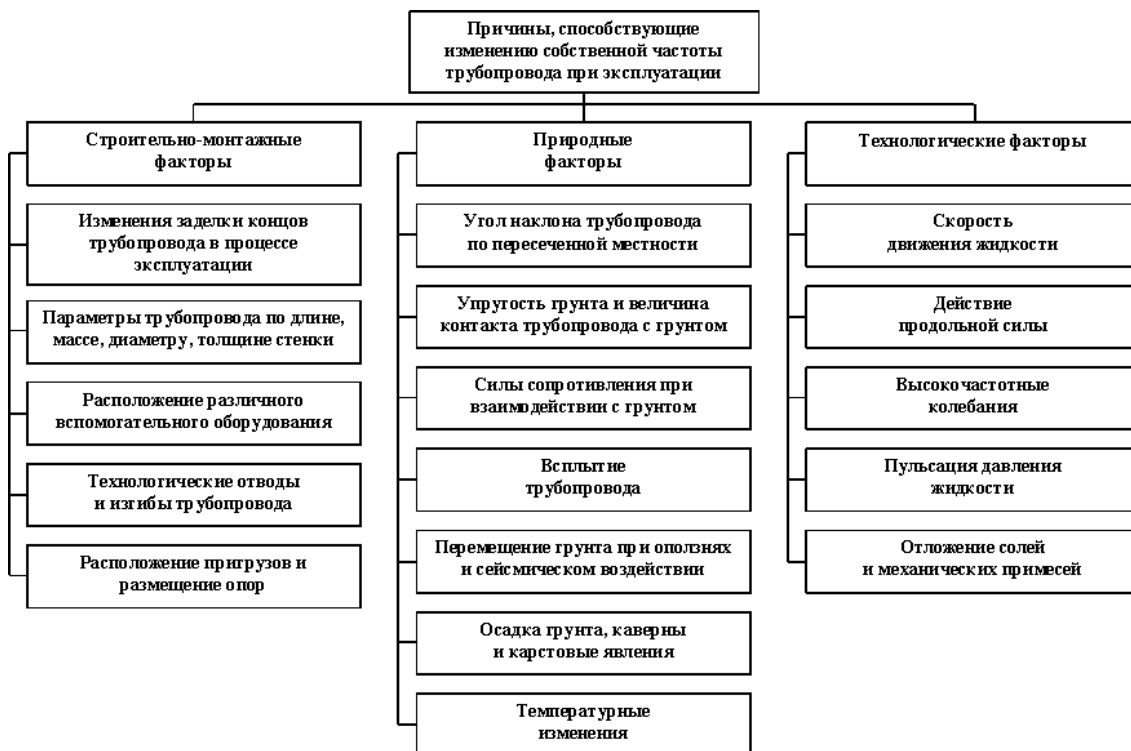 Причины, способствующие
изменению собственной частоты
трубопровода при эксплуатации
Строительно-монтажные
факторы
Изменения заделки концов
трубопровода в процессе
эксплуатации
Параметры трубопровода по длине,
массе, диаметру, толщине стенки
Расположение различного
вспомогательного оборудования
Технологические отводы
и изгибы трубопровода
Расположение пригрузов и
размещение опор
Природные
факторы
Угол наклона трубопровода
по пересеченной местности
Упругость грунта и величина
контакта трубопровода с грунтом
Силы сопротивления при
взаимодействии с грунтом
Всплытие
трубопровода
Перемещение грунта при оползнях
и сейсмическом воздействии
Осадка грунта, каверны
и карстовые явления
Температурные
изменения
Технологические факторы
Скорость
движения жидкости
Действие
продольной силы
Высокочастотные
колебания
Пульсация давления
жидкости
Отложение солей
и механических примесей